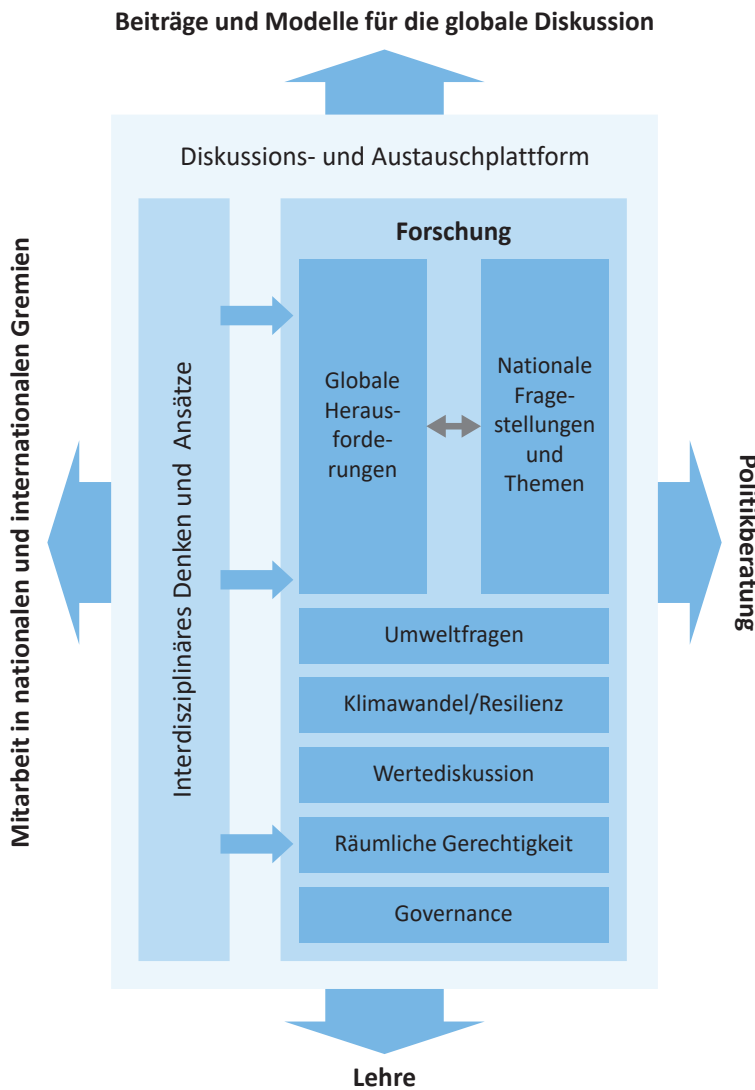 Beiträge und Modelle für die globale Diskussion
Diskussions- und Austauschplattform
Mitarbeit in nationalen und internationalen Gremien
Interdisziplinäres Denken und Ansätze
Forschung
Globale
Heraus-
forde-
rungen
Nationale
Frage-
stellungen
und
Themen
Umweltfragen
Klimawandel/Resilienz
Wertediskussion
Räumliche Gerechtigkeit
Governance
Politikberatung
Lehre